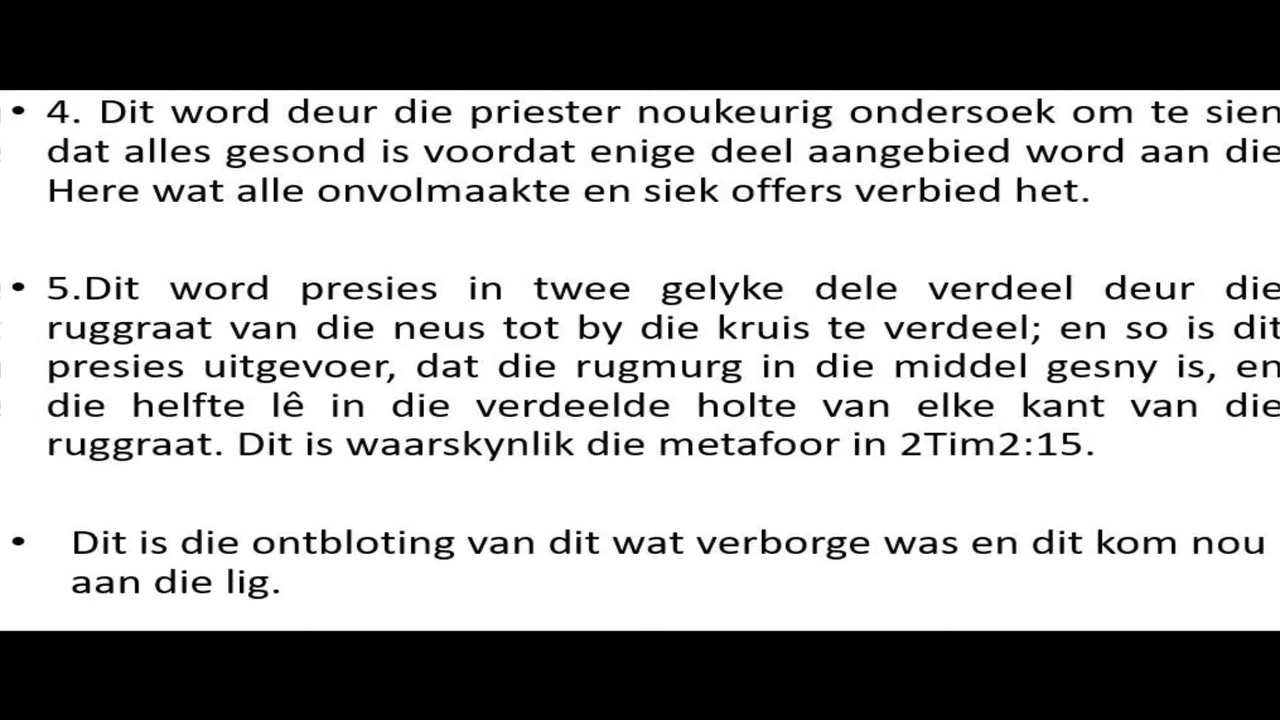 • 4. Dit word deur die priester noukeurig ondersoek om te sien
dat alles gesond is voordat enige deel aangebied word aan die
Here wat alle onvolmaakte en siek offers verbied het.
• 5.Dit word presies in twee gelyke dele verdeel deur die
ruggraat van die neus tot by die kruis te verdeel; en so is dit
presies uitgevoer, dat die rugmurg in die middel gesny is, en
die helfte lê in die verdeelde holte van elke kant van die
ruggraat. Dit is waarskynlik die metafoor in 2Tim2:15.
• Dit is die ontbloting van dit wat verborge was en dit kom nou
aan die lig.